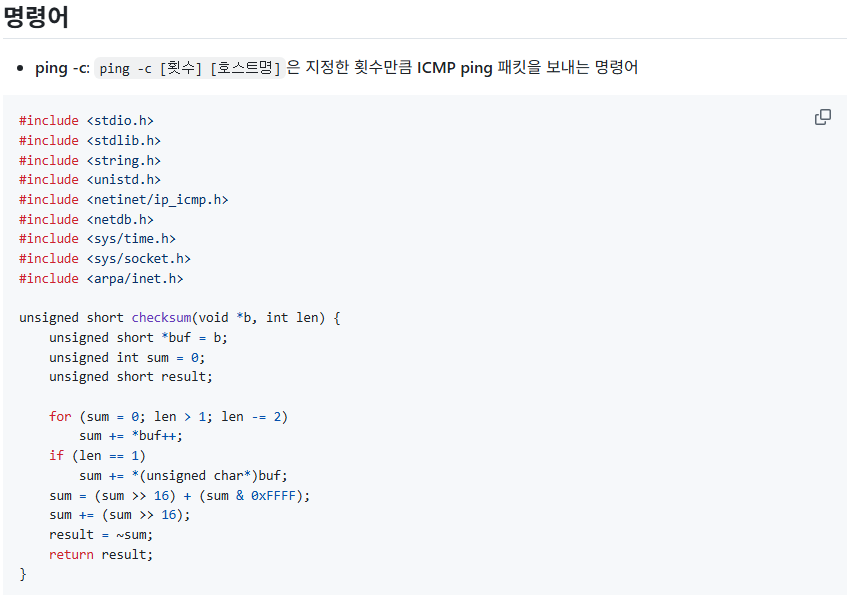 명령어
ping -c: ping -c [횟수] [호스트명]은 지정한 횟수만큼 ICMP ping 패킷을 보내는 명령어
#include <stdio.h>
#include <stdlib.h>
#include <string.h>
#include <unistd.h>
#include <netinet/ip_icmp.h>
#include <netdb.h>
#include <sys/time.h>
#include <sys/socket.h>
#include <arpa/inet.h>
unsigned short checksum(void *b, int len) {
    unsigned short *buf = b;
    unsigned int sum = 0;
    unsigned short result;
    for (sum = 0; len > 1; len -= 2)
        sum += *buf++;
    if (len == 1)
        sum += *(unsigned char*)buf;
    sum = (sum >> 16) + (sum & 0xFFFF);
    sum += (sum >> 16);
    result = ~sum;
    return result;
}